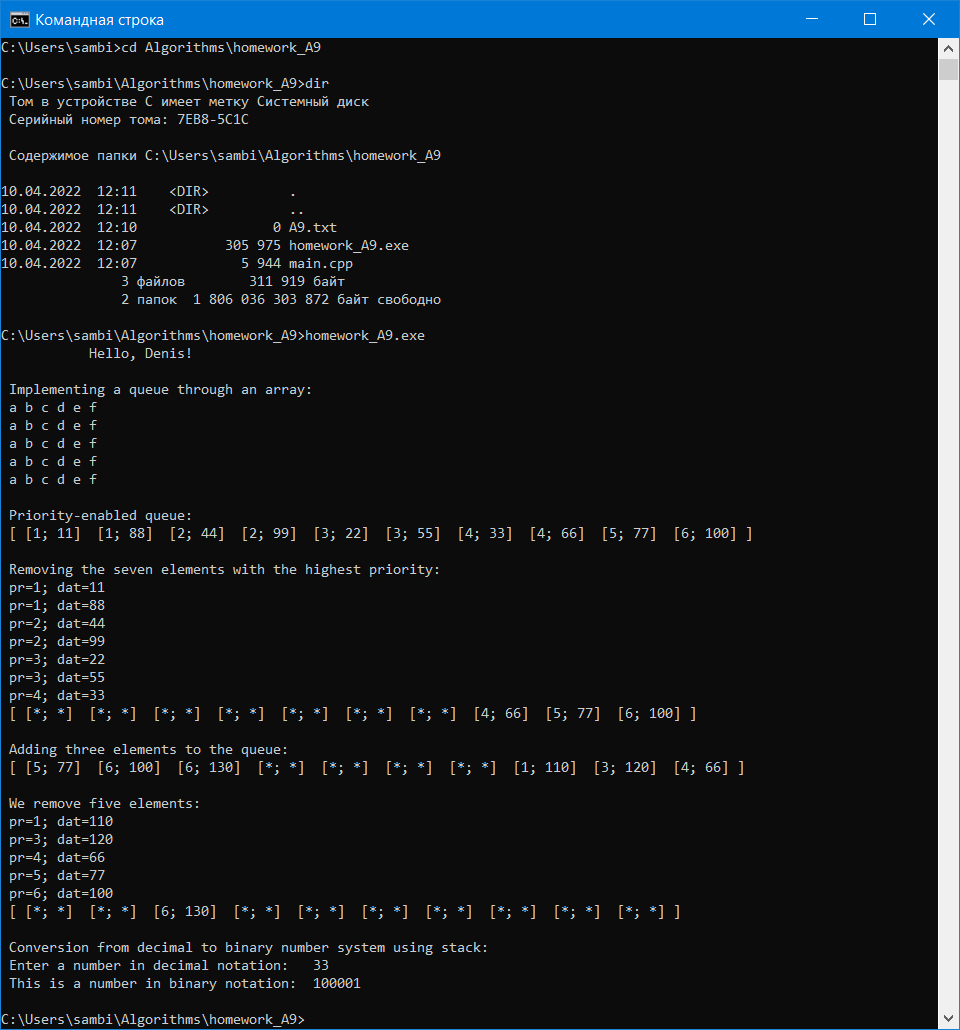 Командная строка
C:\Users\sambi>cd Algorithms\homework_A9
C:\Users\sambi\Algorithms\homework_A9>dir
Том в устройстве C имеет метку Системный диск
Серийный номер тома: 7EB8-5C1C
Содержимое папки C:\Users\sambi\Algorithms\homework_A9
10.04.2022  12:11    <DIR>          .
10.04.2022  12:11    <DIR>          ..
10.04.2022  12:10                 0 A9.txt
10.04.2022  12:07           305 975 homework_A9.exe
10.04.2022  12:07             5 944 main.cpp
3 файлов        311 919 байт
2 папок  1 806 036 303 872 байт свободно
C:\Users\sambi\Algorithms\homework_A9>homework_A9.exe
Hello, Denis!
Implementing a queue through an array:
a b c d e f
a b c d e f
a b c d e f
a b c d e f
a b c d e f
Priority-enabled queue:
[ [1; 11]  [1; 88]  [2; 44]  [2; 99]  [3; 22]  [3; 55]  [4; 33]  [4; 66]  [5; 77]  [6; 100] ]
Removing the seven elements with the highest priority:
pr=1; dat=11
pr=1; dat=88
pr=2; dat=44
pr=2; dat=99
pr=3; dat=22
pr=3; dat=55
pr=4; dat=33
[ [*; *]  [*; *]  [*; *]  [*; *]  [*; *]  [*; *]  [*; *]  [4; 66]  [5; 77]  [6; 100] ]
Adding three elements to the queue:
[ [5; 77]  [6; 100]  [6; 130]  [*; *]  [*; *]  [*; *]  [*; *]  [1; 110]  [3; 120]  [4; 66] ]
We remove five elements:
pr=1; dat=110
pr=3; dat=120
pr=4; dat=66
pr=5; dat=77
pr=6; dat=100
[ [*; *]  [*; *]  [6; 130]  [*; *]  [*; *]  [*; *]  [*; *]  [*; *]  [*; *]  [*; *] ]
Conversion from decimal to binary number system using stack:
Enter a number in decimal notation:   33
This is a number in binary notation:  100001
C:\Users\sambi\Algorithms\homework_A9>